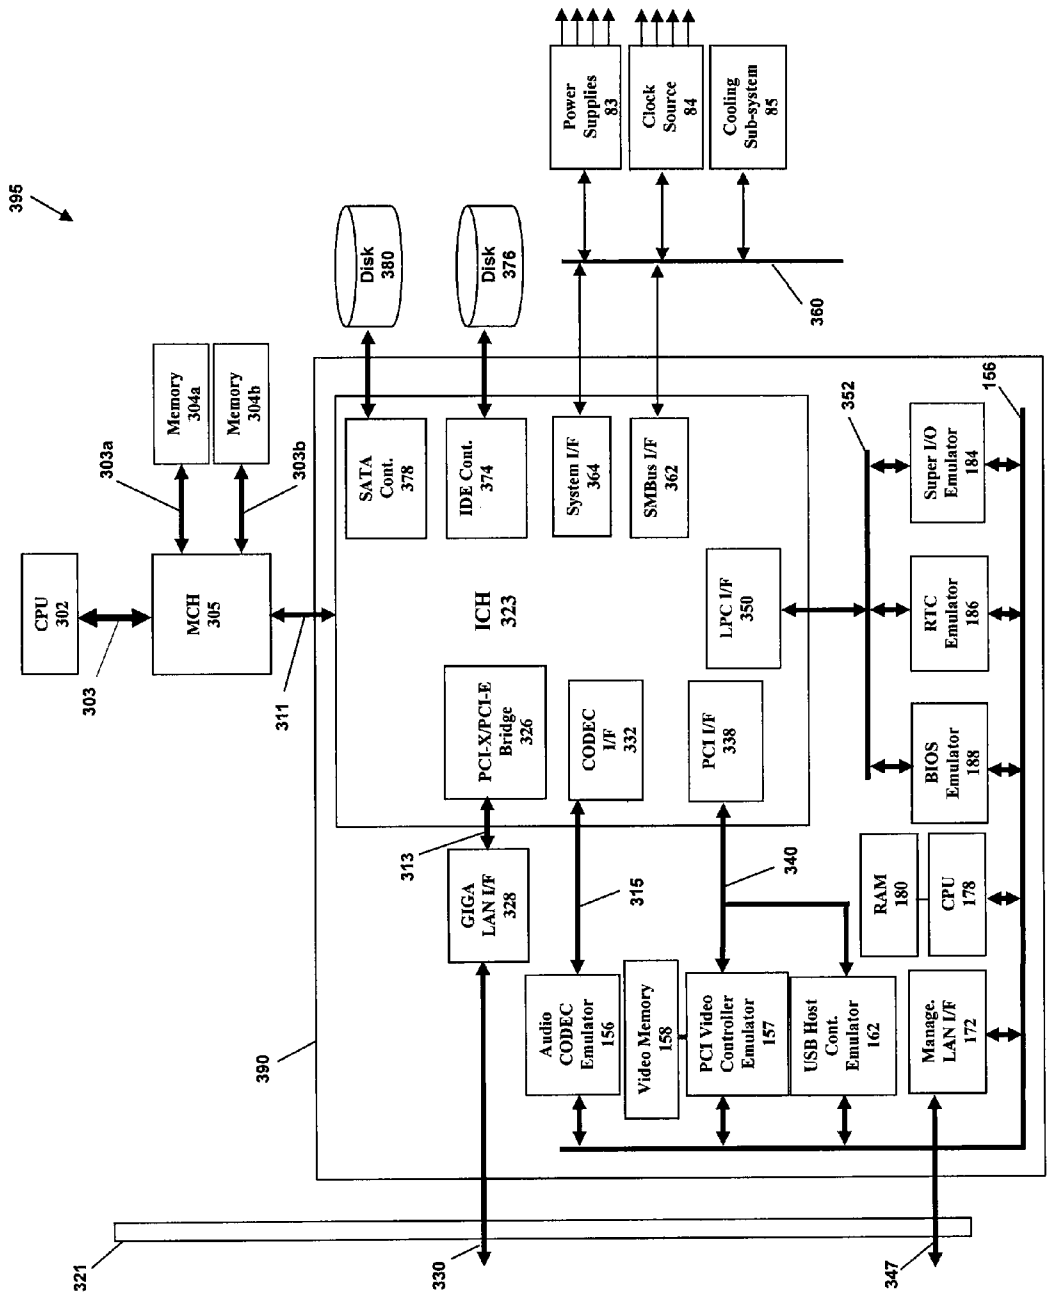 395
CPU
302
303
MCH
305
303a
303b
Memory
304a
Memory
304b
311
Disk
380
Disk
376
Power
Supplies
83
Clock
Source
84
Cooling
Sub-system
85
360
390
ICH
323
SATA
Cont.
378
IDE Cont.
374
System I/F
364
SMBus I/F
362
PCI-X/PCI-E
Bridge
326
CODEC
I/F
332
PCI I/F
338
LPC I/F
350
313
GIGA
LAN I/F
328
315
340
352
156
Audio
CODEC
Emulator
156
Video Memory
158
PCI Video
Controller
Emulator
157
USB Host
Cont.
Emulator
162
Manage.
LAN I/F
172
RAM
180
CPU
178
BIOS
Emulator
188
RTC
Emulator
186
Super I/O
Emulator
184
321
330
347